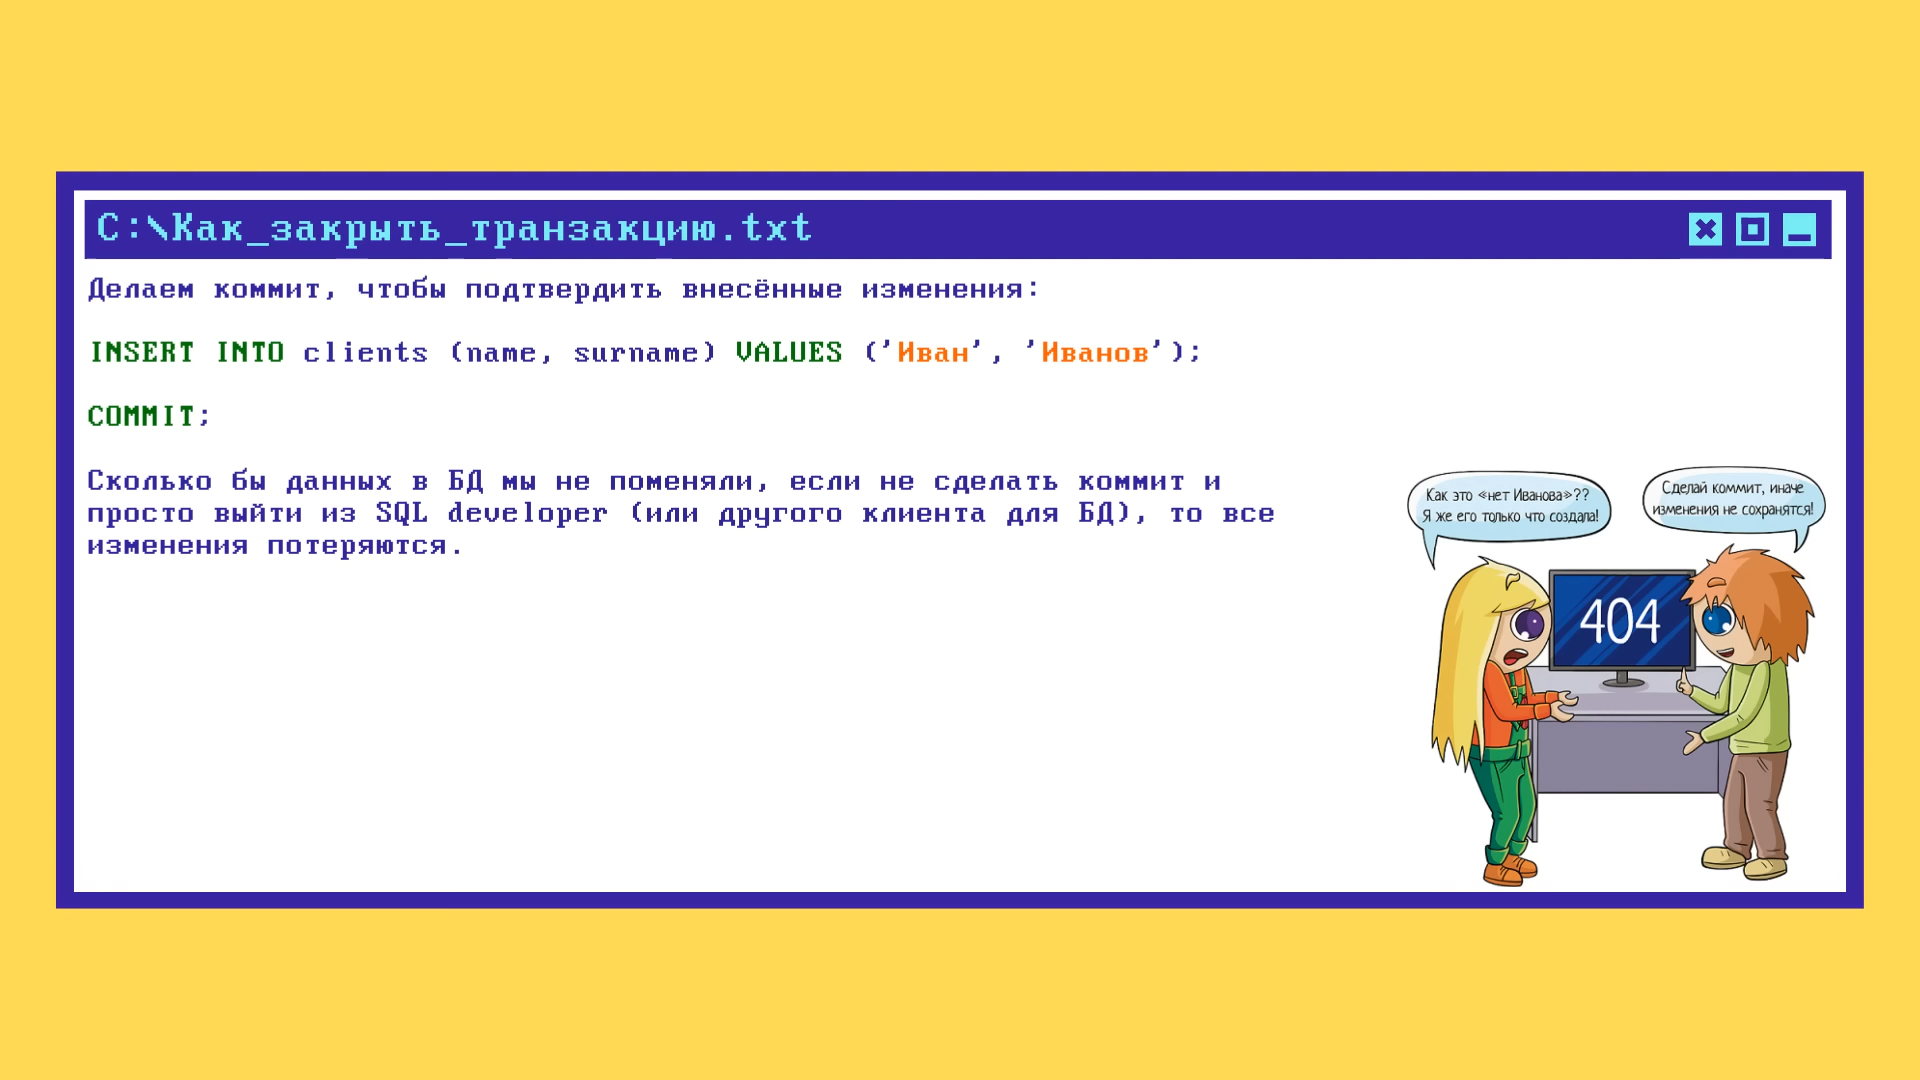 C:\Как_закрыть_транзакцию.txt
Делаем коммит, чтобы подтвердить внесённые изменения:
INSERT INTO clients (name, surname) VALUES ('Иван', 'Иванов');
COMMIT;
Сколько бы данных в БД мы не поменяли, если не сделать коммит и
просто выйти из SQL developer (или другого клиента для БД), то все
изменения потеряются.
Как это «нет Иванова»??
Я же его только что создала!
Сделай коммит, иначе
изменения не сохранятся!
404